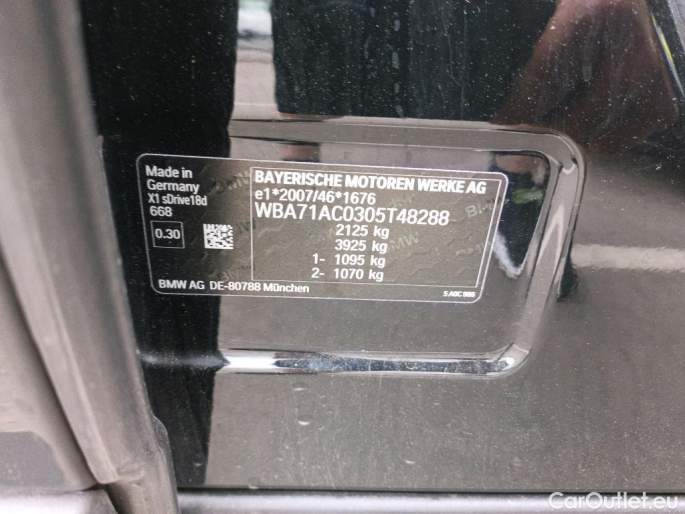 Made in
Germany
X1 sDrive18d
668
0.30
BAYERISCHE MOTOREN WERKE AG
e1*2007/46*1676
WBA71AC0305T48288
2125 kg
3925 kg
1- 1095 kg
2- 1070 kg
BMW AG DE-80788 München
CarOutlet.eu